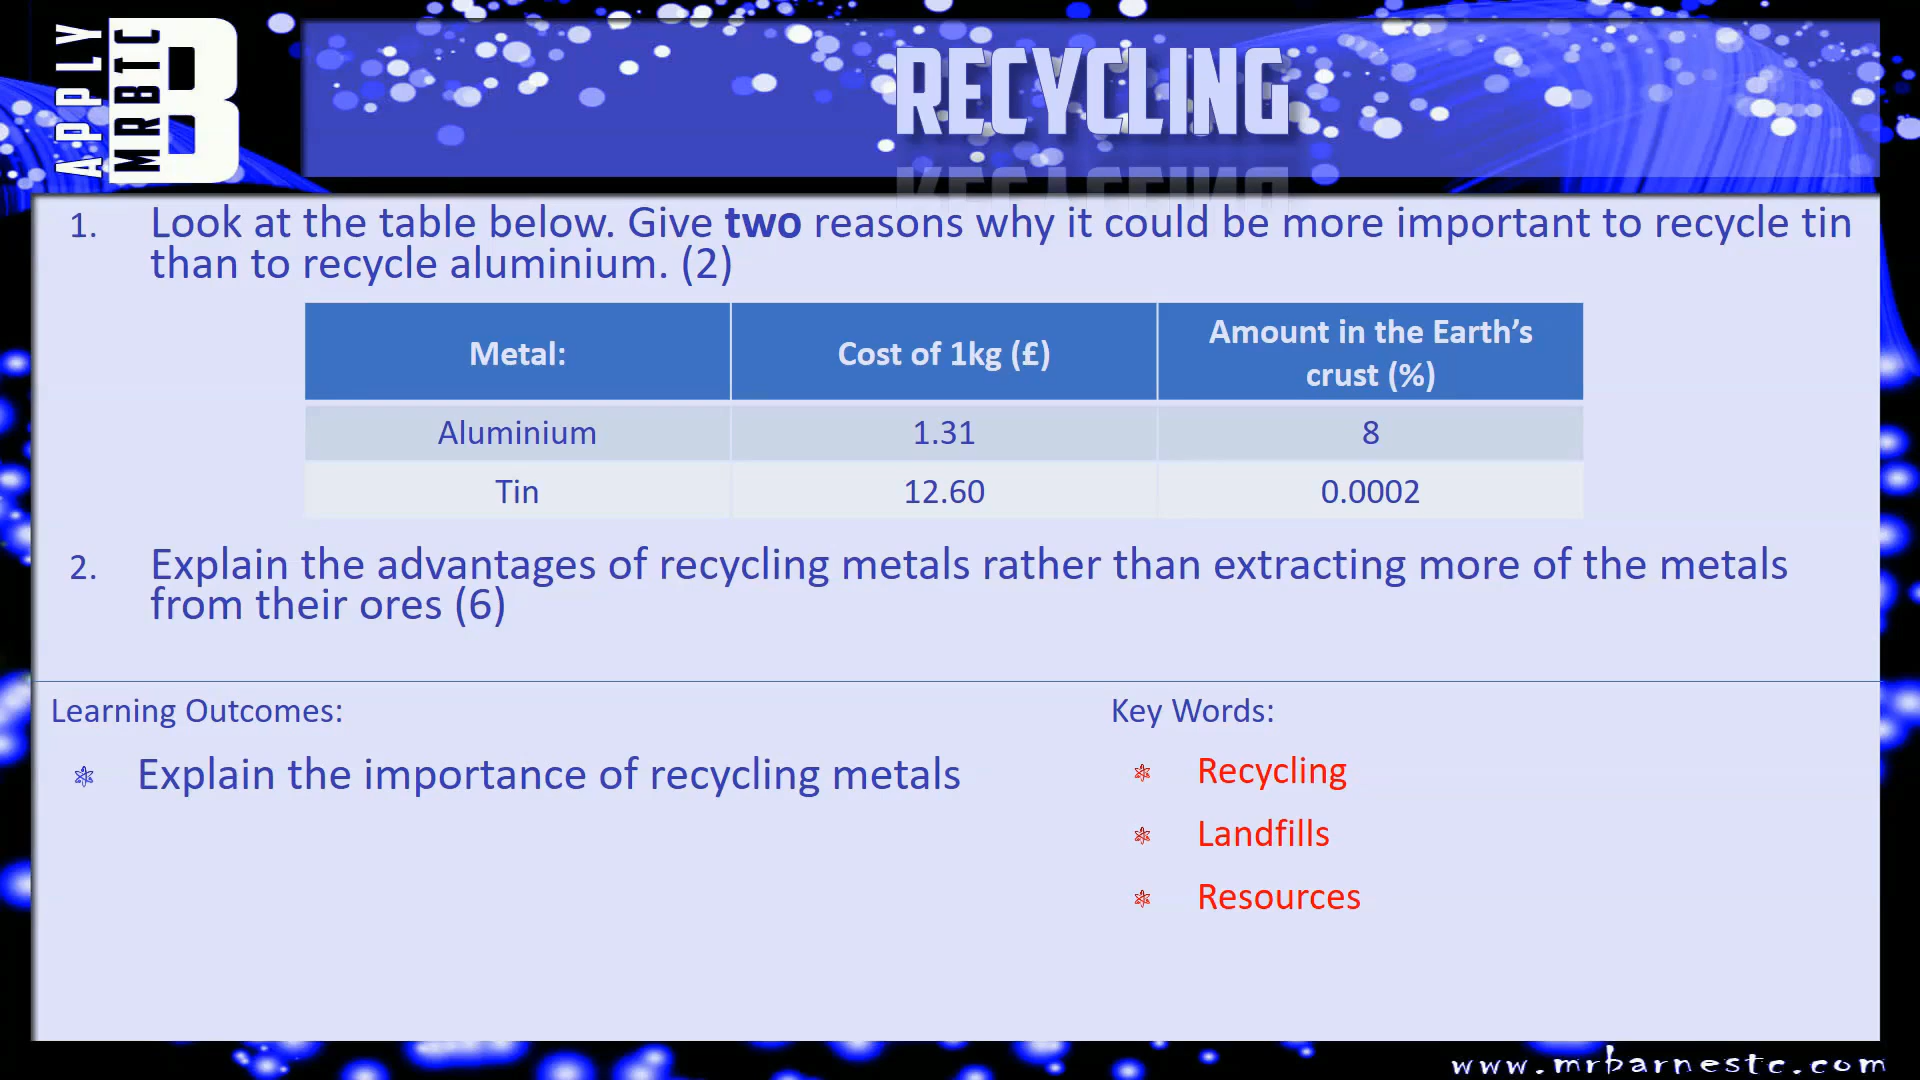 APPLY
MRBTC
B
RECYCLING
1. Look at the table below. Give two reasons why it could be more important to recycle tin
than to recycle aluminium. (2)
Metal: Cost of 1kg (£) Amount in the Earth’s
crust (%)
Aluminium 1.31 8
Tin 12.60 0.0002
2. Explain the advantages of recycling metals rather than extracting more of the metals
from their ores (6)
Learning Outcomes:
Explain the importance of recycling metals
Key Words:
Recycling
Landfills
Resources
www.mrbarnestc.com